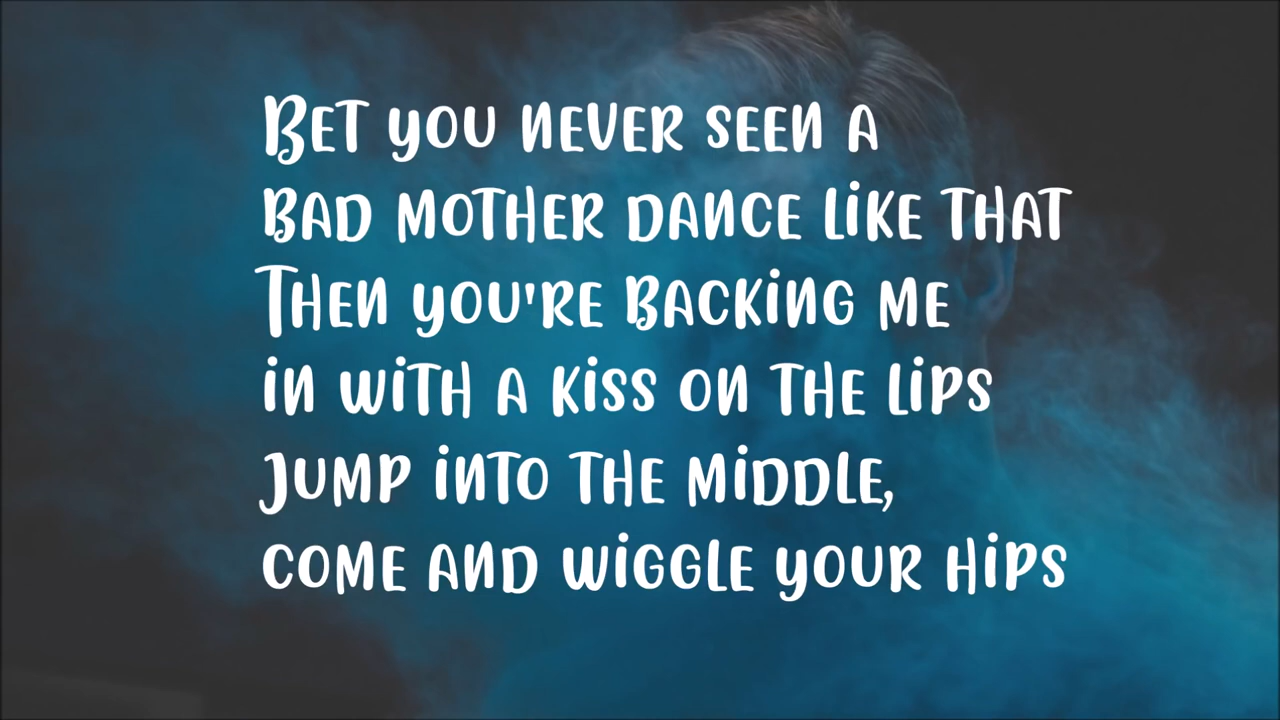 Bet you never seen a
bad mother dance like that
Then you're backing me
in with a kiss on the lips
Jump into the middle,
come and wiggle your hips